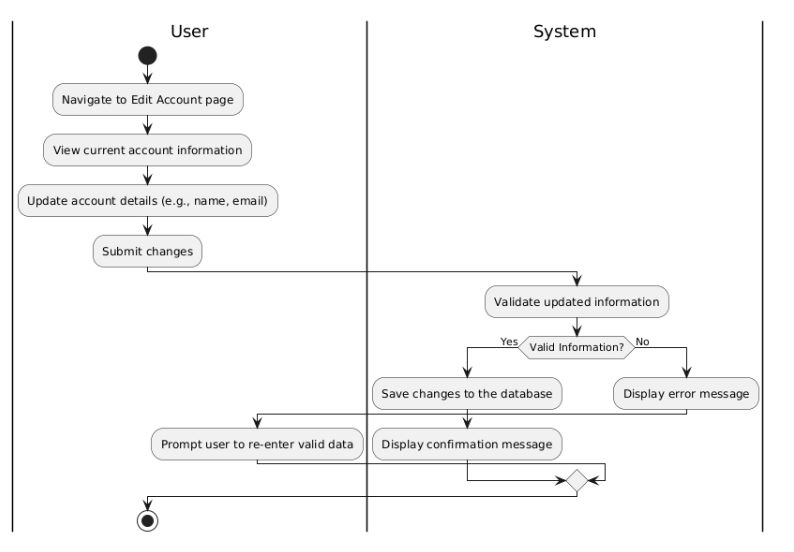 User
System
Navigate to Edit Account page
View current account information
Update account details (e.g., name, email)
Submit changes
Validate updated information
Yes
Valid Information?
No
Save changes to the database
Display error message
Prompt user to re-enter valid data
Display confirmation message